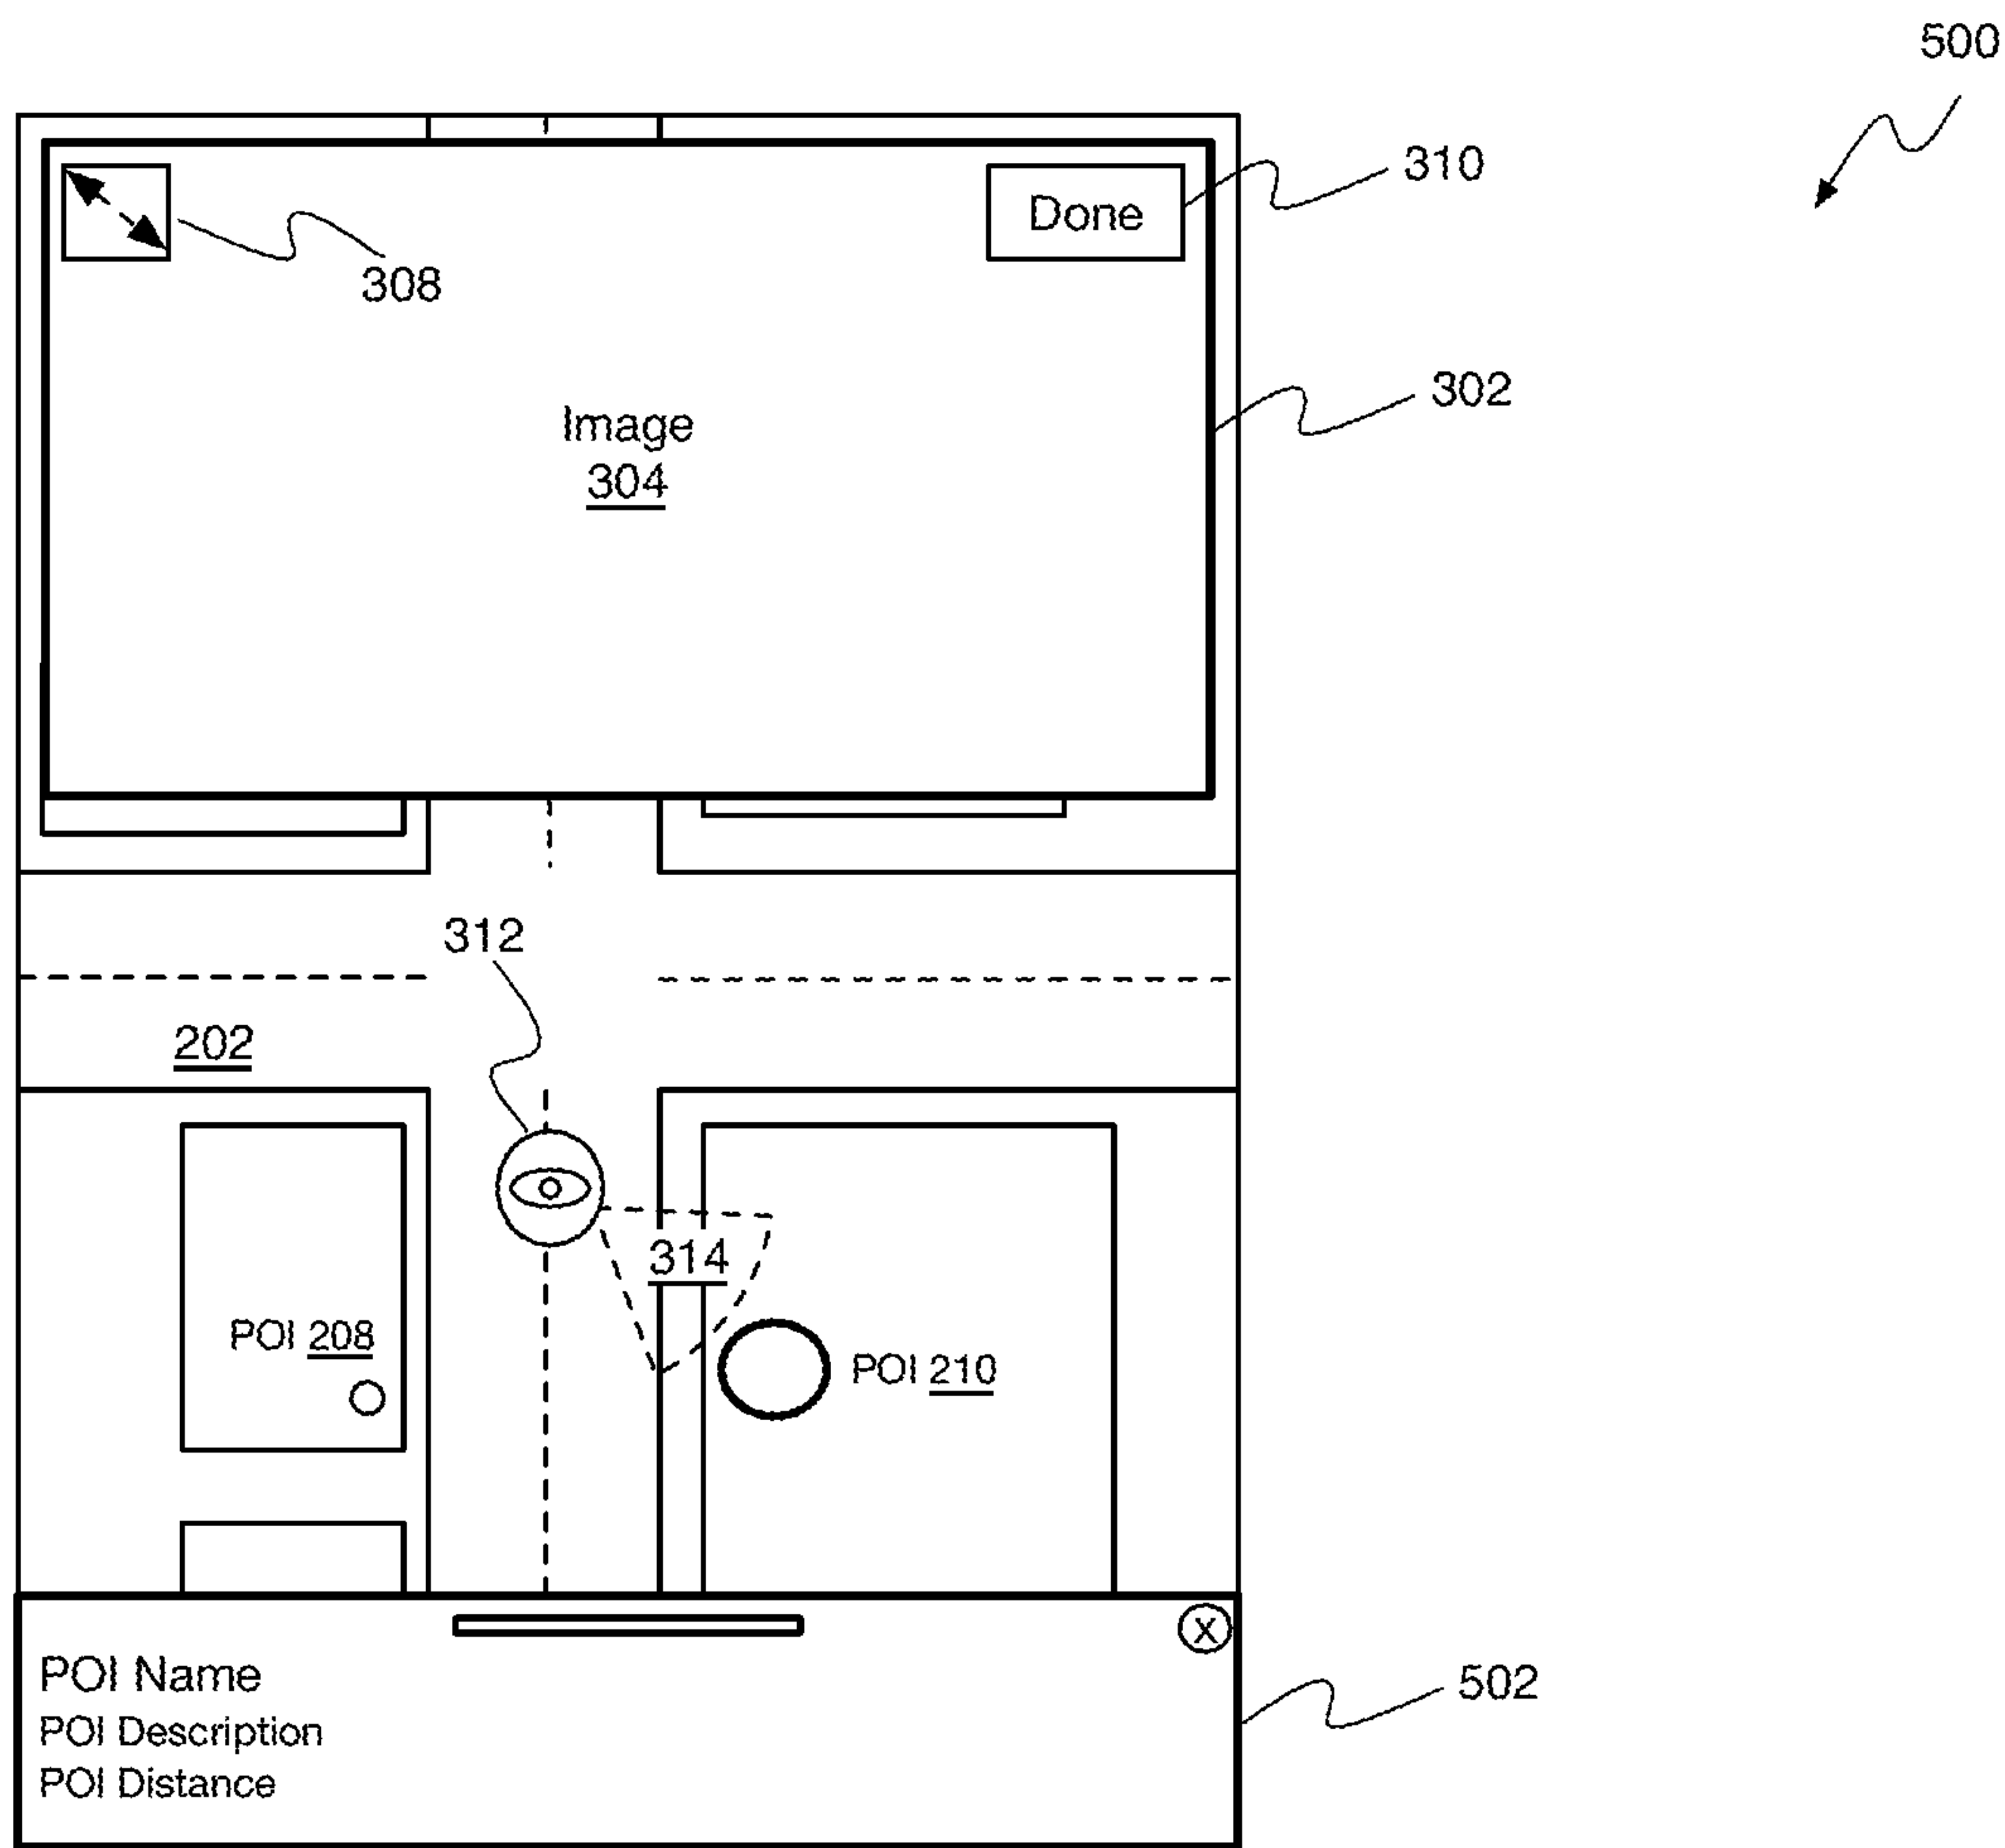 500
310
Done
308
302
Image
304
312
202
314
POI 208
POI 210
X
POI Name
502
POI Description
POI Distance